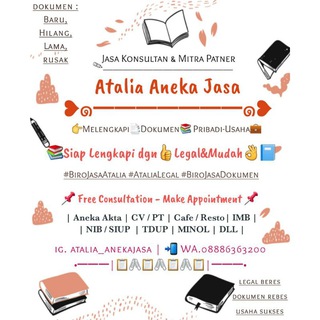 DOKUMEN :
BARU,
HILANG,
LAMA,
RUSAK
JASA KONSULTAN & MITRA PATNER
Atalia Aneka Jasa
MELENGKAPI DOKUMEN PRIBADI-USAHA
Siap Lengkapi dgn Legal&Mudah
#BIROJASAATALIA #ATALIALEGAL #BIROJASADOKUMEN
Free Consultation - Make Appointment
| Aneka Akta | CV / PT | Cafe / Resto| IMB |
| NIB / SIUP | TDUP | MINOL | DLL |
IG. ATALIA_ANEKAJASA | WA.08886363200
LEGAL BERES
DOKUMEN REBES
USAHA SUKSES